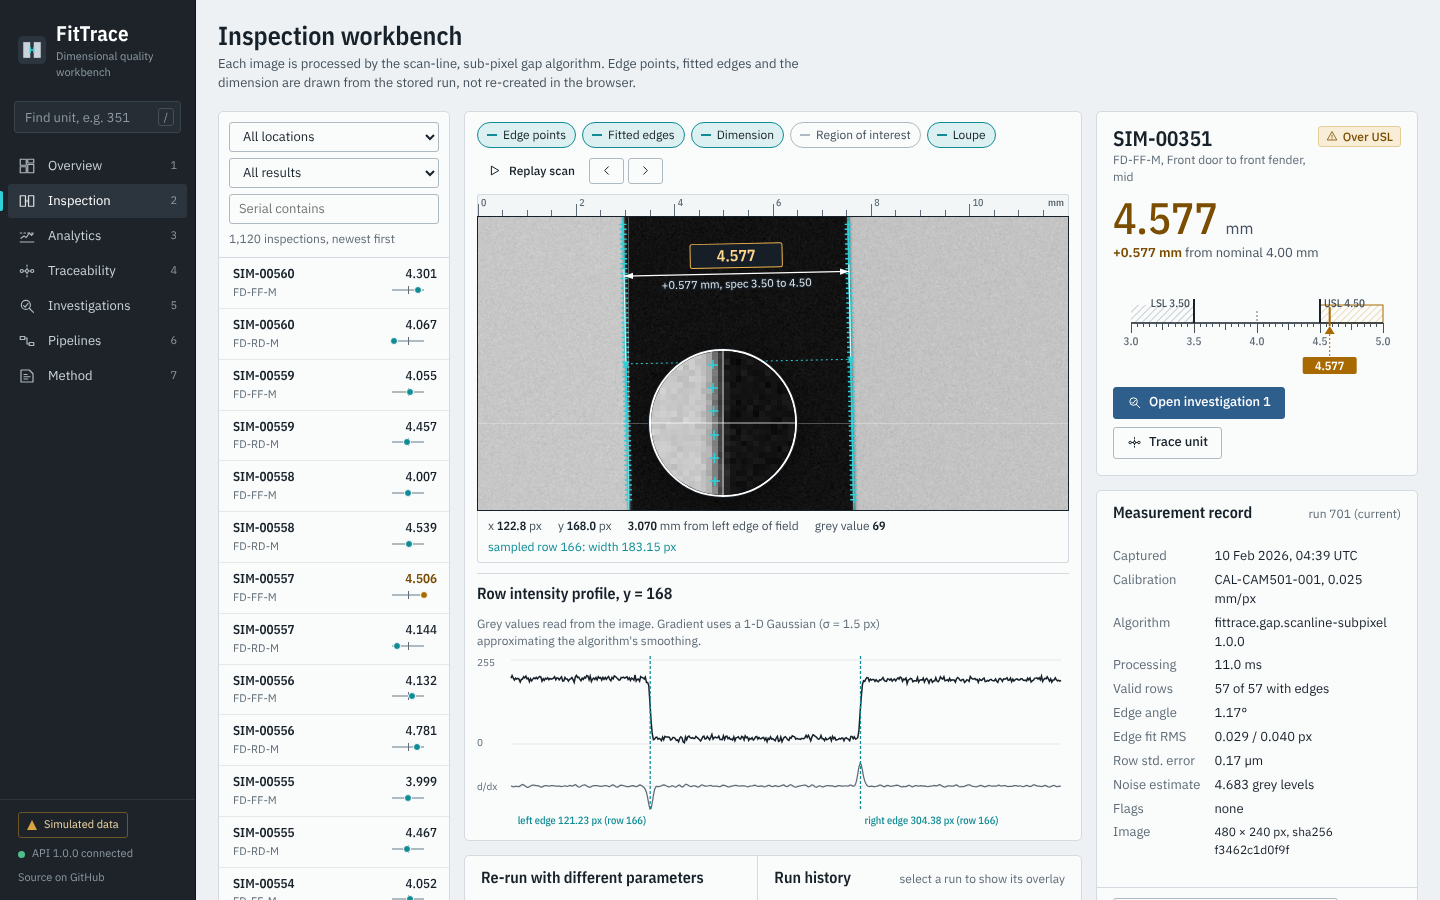 FitTrace
Dimensional quality
workbench
Find unit, e.g. 351 /
Overview 1
Inspection 2
Analytics 3
Traceability 4
Investigations 5
Pipelines 6
Method 7
Simulated data
API 1.0.0 connected
Source on GitHub
Inspection workbench
Each image is processed by the scan-line, sub-pixel gap algorithm. Edge points, fitted edges and the
dimension are drawn from the stored run, not re-created in the browser.
All locations
All results
Serial contains
1,120 inspections, newest first
SIM-00560 4.301
FD-FF-M
SIM-00560 4.067
FD-RD-M
SIM-00559 4.055
FD-FF-M
SIM-00559 4.457
FD-RD-M
SIM-00558 4.007
FD-FF-M
SIM-00558 4.539
FD-RD-M
SIM-00557 4.506
FD-FF-M
SIM-00557 4.144
FD-RD-M
SIM-00556 4.132
FD-FF-M
SIM-00556 4.781
FD-RD-M
SIM-00555 3.999
FD-FF-M
SIM-00555 4.467
FD-RD-M
SIM-00554 4.052
Edge points
Fitted edges
Dimension
Region of interest
Loupe
Replay scan
0 2 4 6 8 10 mm
4.577
+0.577 mm, spec 3.50 to 4.50
x 122.8 px y 168.0 px 3.070 mm from left edge of field grey value 69
sampled row 166: width 183.15 px
Row intensity profile, y = 168
Grey values read from the image. Gradient uses a 1-D Gaussian (σ = 1.5 px)
approximating the algorithm's smoothing.
255
0
d/dx
left edge 121.23 px (row 166)
right edge 304.38 px (row 166)
Re-run with different parameters
Run history
select a run to show its overlay
SIM-00351
Over USL
FD-FF-M, Front door to front fender,
mid
4.577 mm
+0.577 mm from nominal 4.00 mm
LSL 3.50 USL 4.50
3.0 3.5 4.0 4.5 5.0
4.577
Open investigation 1
Trace unit
Measurement record
run 701 (current)
Captured 10 Feb 2026, 04:39 UTC
Calibration CAL-CAM501-001, 0.025
mm/px
Algorithm fittrace.gap.scanline-subpixel
1.0.0
Processing 11.0 ms
Valid rows 57 of 57 with edges
Edge angle 1.17°
Edge fit RMS 0.029 / 0.040 px
Row std. error 0.17 µm
Noise estimate 4.683 grey levels
Flags none
Image 480 × 240 px, sha256
f3462c1d0f9f